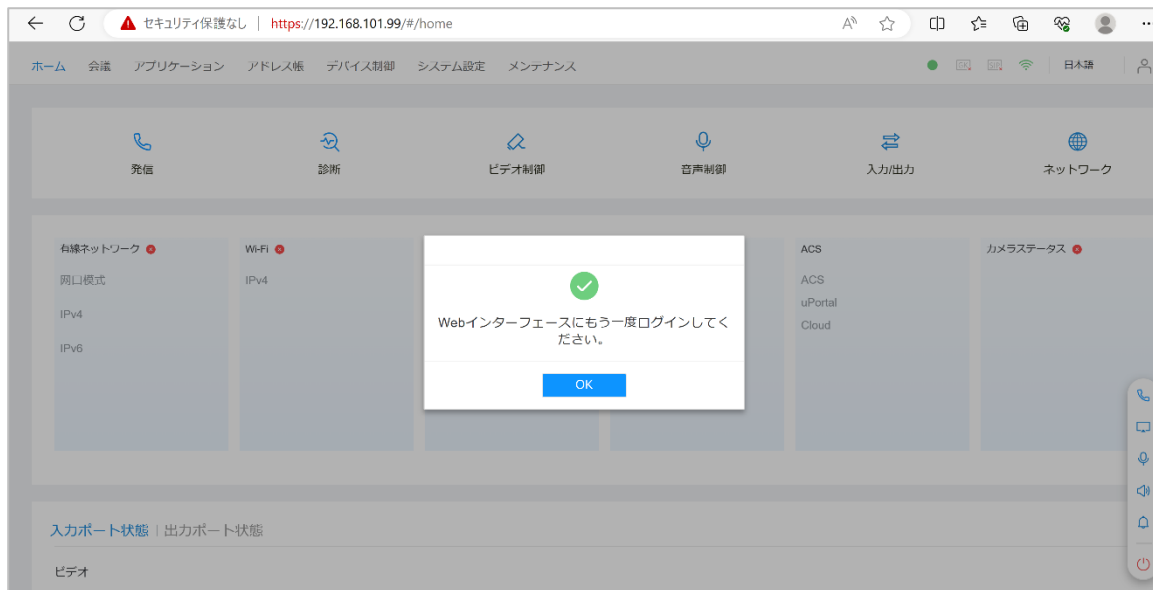 セキュリティ保護なし | https://192.168.101.99/#/home
ホーム 会議 アプリケーション アドレス帳 デバイス制御 システム設定 メンテナンス 日本語
発信 診断 ビデオ制御 音声制御 入力/出力 ネットワーク
有線ネットワーク Wi-Fi ACS カメラステータス
网口模式 IPv4 ACS
uPortal
IPv4
Cloud
Webインターフェースにもう一度ログインしてく
ださい。
IPv6
OK
入力ポート状態 | 出力ポート状態
ビデオ